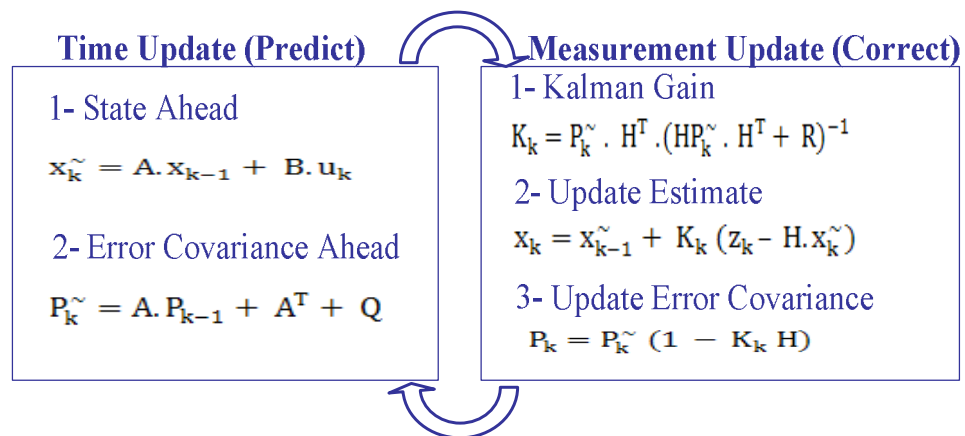 Time Update (Predict)
1- State Ahead
x̃ₖ = A. xₖ₋₁ + B. uₖ
2- Error Covariance Ahead
P̃ₖ = A. Pₖ₋₁ + Aᵀ + Q
Measurement Update (Correct)
1- Kalman Gain
Kₖ = P̃ₖ . Hᵀ .(HP̃ₖ . Hᵀ + R)⁻¹
2- Update Estimate
xₖ = x̃ₖ₋₁ + Kₖ (zₖ – H.x̃ₖ)
3- Update Error Covariance
Pₖ = P̃ₖ (1 − Kₖ H)